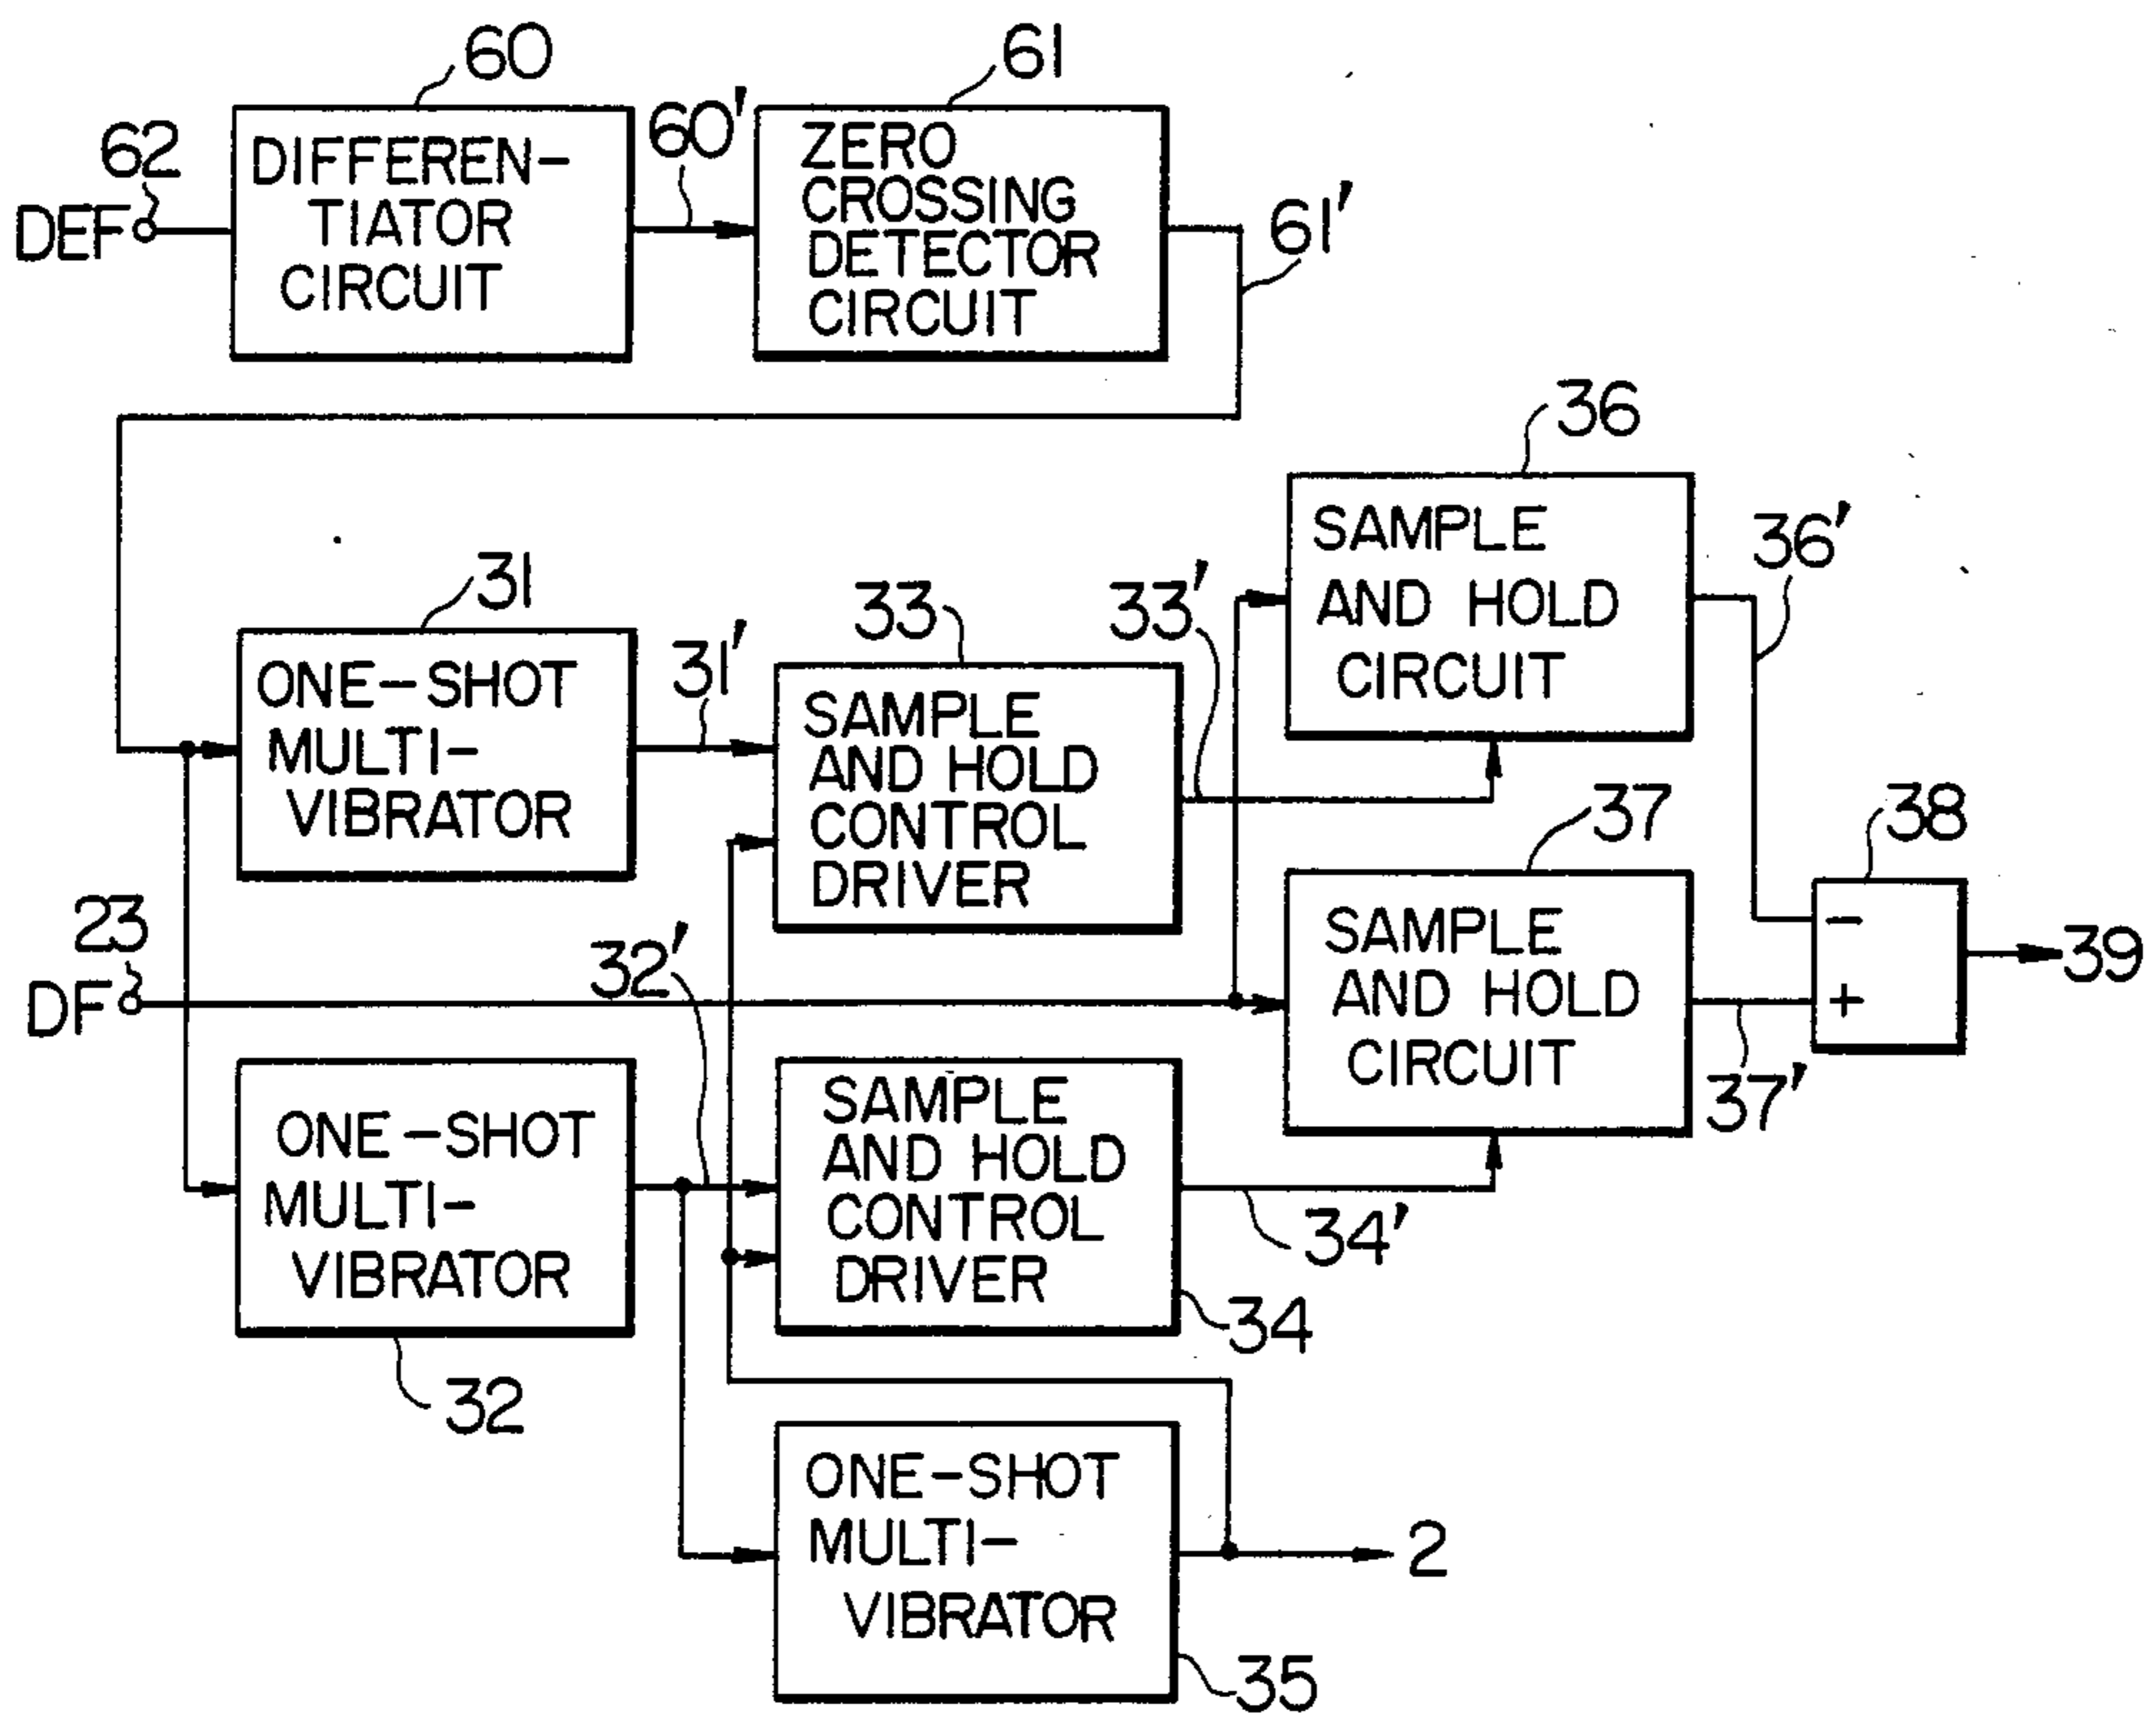 60
61
62
60'
DEF
DIFFEREN-
TIATOR
CIRCUIT
ZERO
CROSSING
DETECTOR
CIRCUIT
61'
36
SAMPLE
AND HOLD
CIRCUIT
36'
31
ONE-SHOT
MULTI-
VIBRATOR
31'
33
SAMPLE
AND HOLD
CONTROL
DRIVER
33'
37
SAMPLE
AND HOLD
CIRCUIT
37'
38
-
+
39
23
DF
32'
ONE-SHOT
MULTI-
VIBRATOR
32
SAMPLE
AND HOLD
CONTROL
DRIVER
34'
34
ONE-SHOT
MULTI-
VIBRATOR
2
35